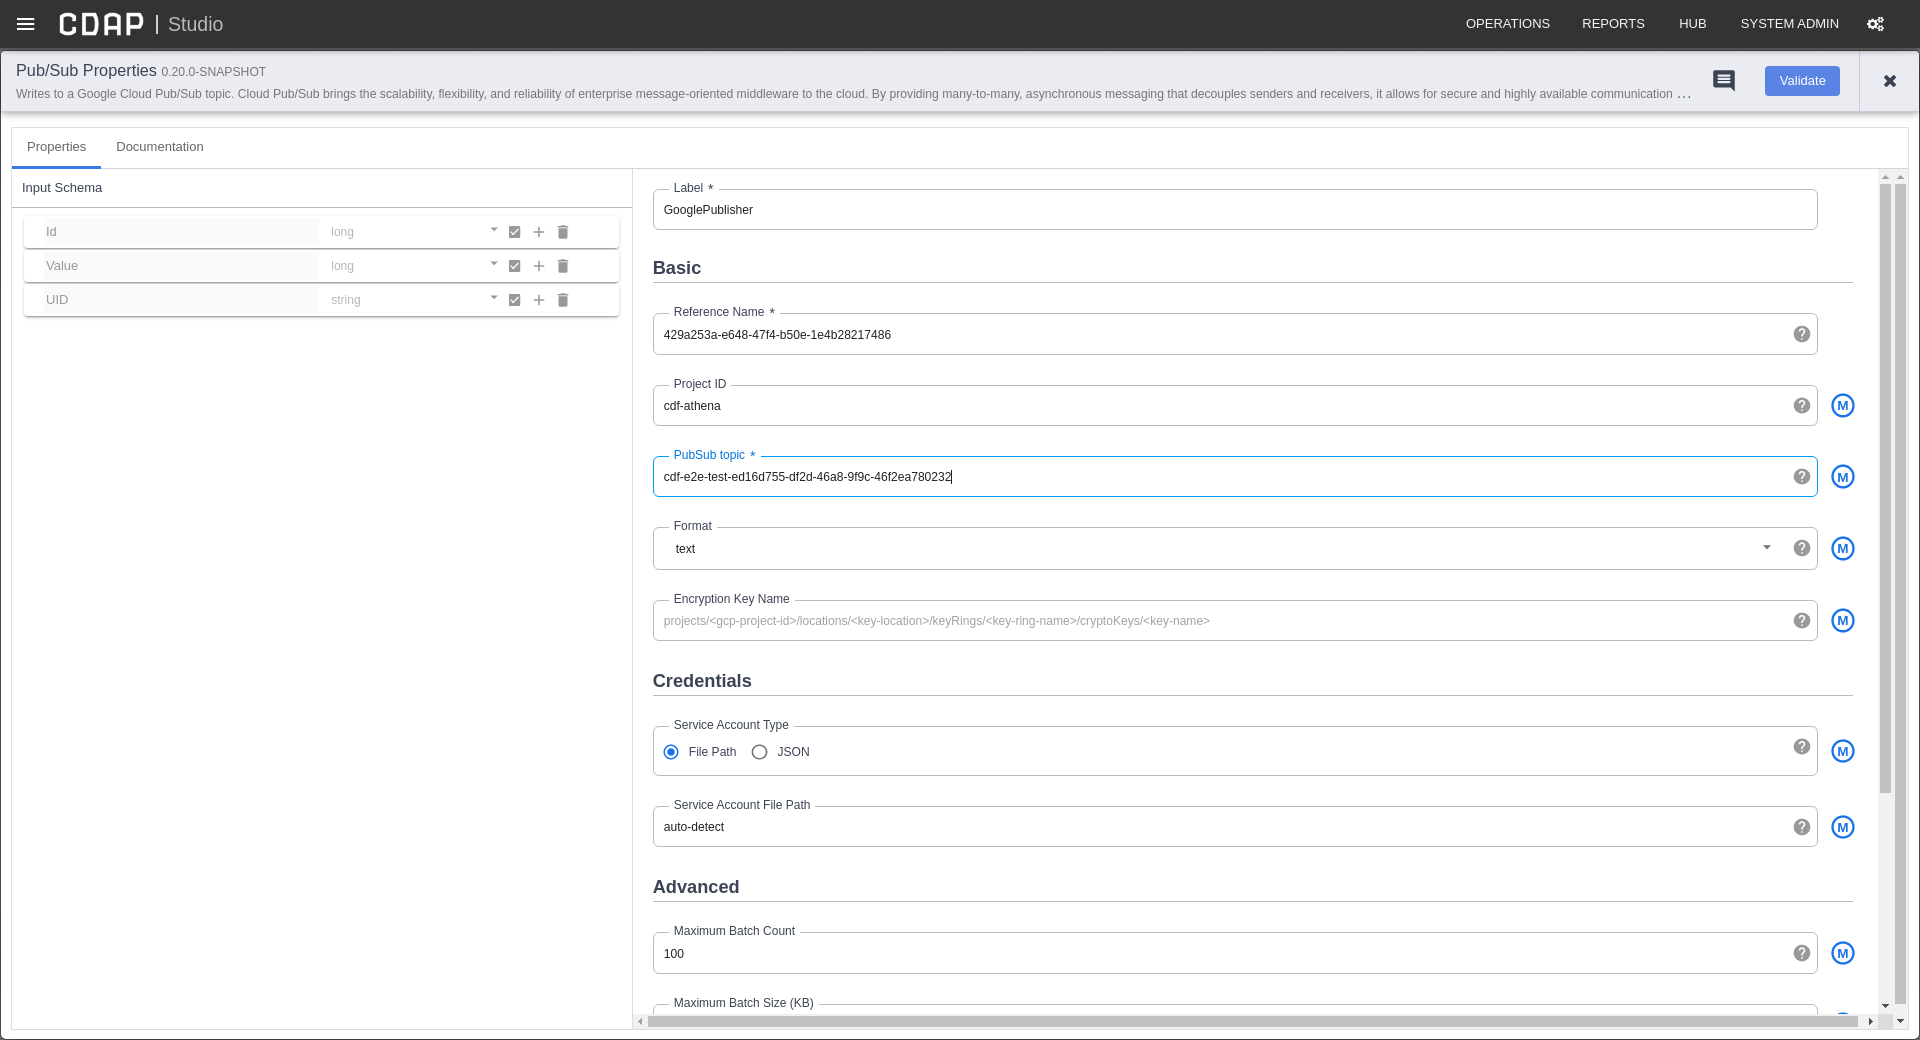 CDAP | Studio
OPERATIONS REPORTS HUB SYSTEM ADMIN
Pub/Sub Properties 0.20.0-SNAPSHOT
Writes to a Google Cloud Pub/Sub topic. Cloud Pub/Sub brings the scalability, flexibility, and reliability of enterprise message-oriented middleware to the cloud. By providing many-to-many, asynchronous messaging that decouples senders and receivers, it allows for secure and highly available communication ...
Validate
Properties Documentation
Input Schema
Id long
Value long
UID string
Label *
GooglePublisher
Basic
Reference Name *
429a253a-e648-47f4-b50e-1e4b28217486
Project ID
cdf-athena
M
PubSub topic *
cdf-e2e-test-ed16d755-df2d-46a8-9f9c-46f2ea780232
M
Format
text
M
Encryption Key Name
projects/<gcp-project-id>/locations/<key-location>/keyRings/<key-ring-name>/cryptoKeys/<key-name>
M
Credentials
Service Account Type
File Path JSON
M
Service Account File Path
auto-detect
M
Advanced
Maximum Batch Count
100
M
Maximum Batch Size (KB)